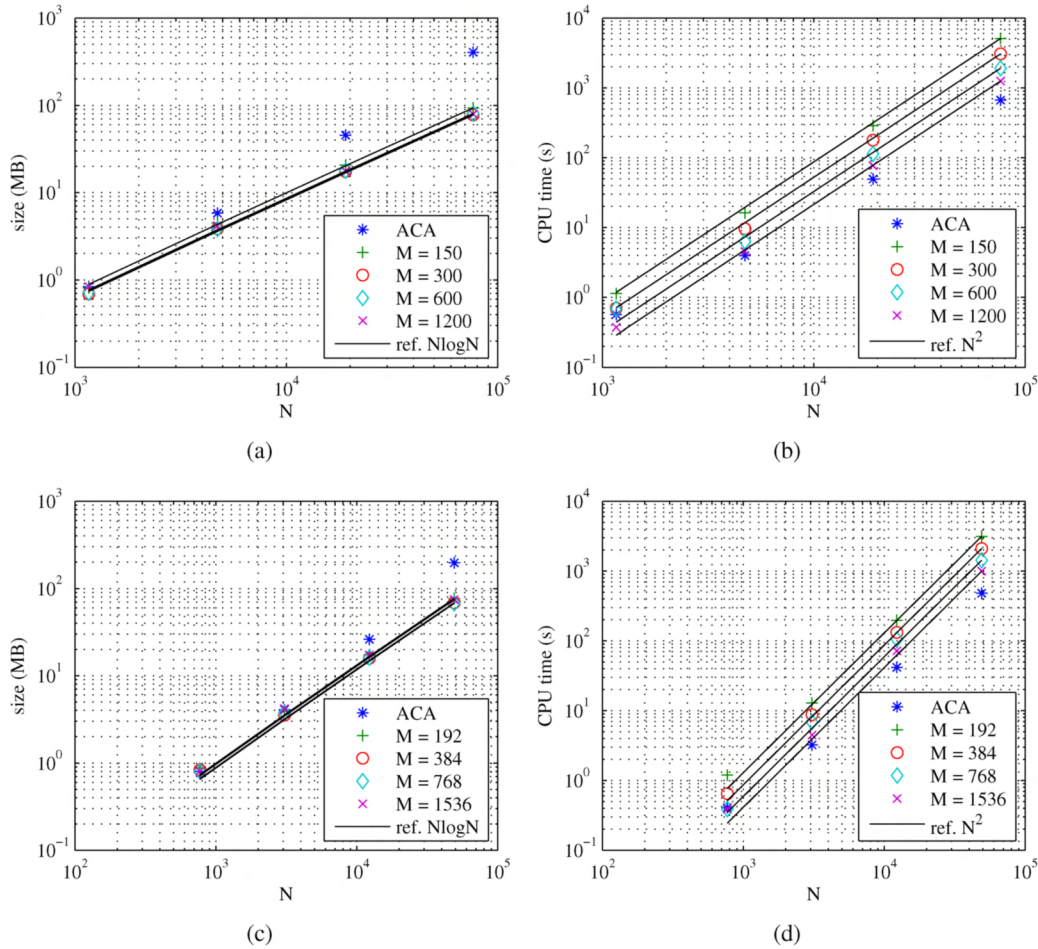 10^3
10^2
10^1
10^0
10^-1
size (MB)
ACA
M = 150
M = 300
M = 600
M = 1200
ref. NlogN
10^3
10^4
10^5
N
(a)
10^4
10^3
10^2
10^1
10^0
10^-1
CPU time (s)
ACA
M = 150
M = 300
M = 600
M = 1200
ref. N^2
10^3
10^4
10^5
N
(b)
10^3
10^2
10^1
10^0
10^-1
size (MB)
ACA
M = 192
M = 384
M = 768
M = 1536
ref. NlogN
10^2
10^3
10^4
10^5
N
(c)
10^4
10^3
10^2
10^1
10^0
10^-1
CPU time (s)
ACA
M = 192
M = 384
M = 768
M = 1536
ref. N^2
10^2
10^3
10^4
10^5
N
(d)